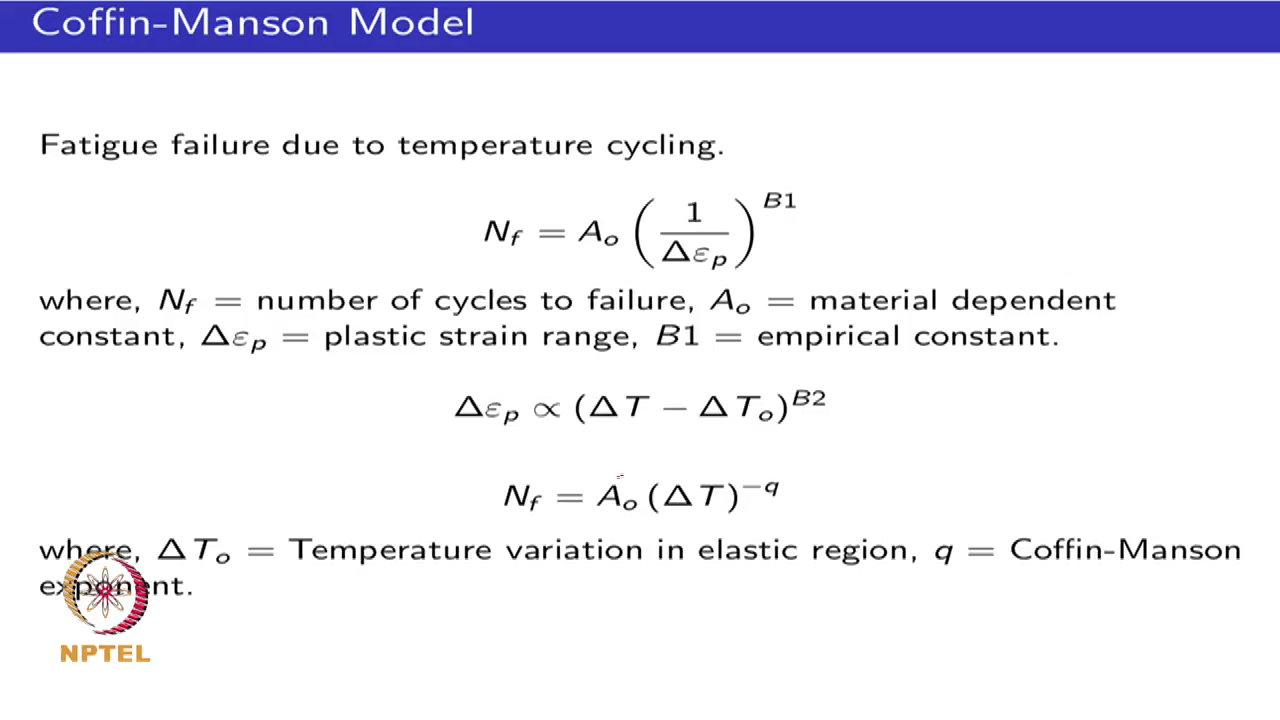 Coffin-Manson Model
Fatigue failure due to temperature cycling.
N_f = A_o (1/Δε_p)^{B1}
where, N_f = number of cycles to failure, A_o = material dependent
constant, Δε_p = plastic strain range, B1 = empirical constant.
Δε_p ∝ (ΔT − ΔT_o)^{B2}
N_f = A_o (ΔT)^{−q}
where, ΔT_o = Temperature variation in elastic region, q = Coffin-Manson
exponent.
NPTEL